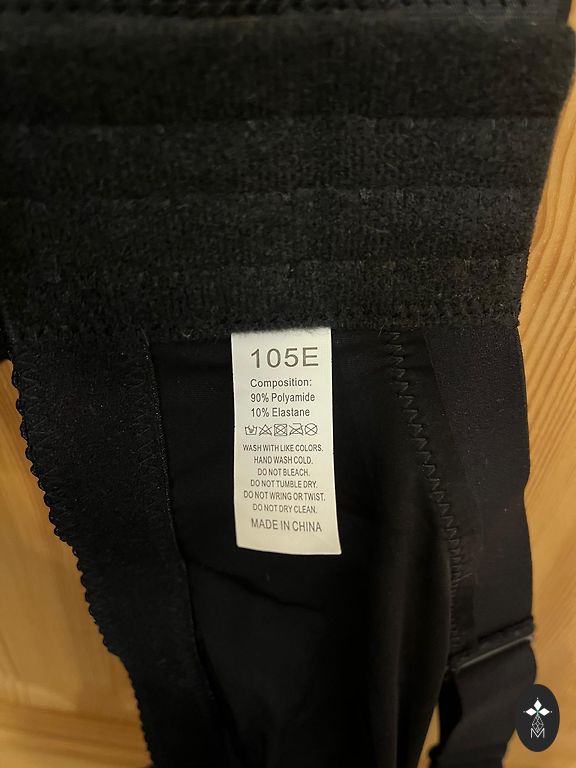 105E
Composition:
90% Polyamide
10% Elastane
WASH WITH LIKE COLORS.
HAND WASH COLD.
DO NOT BLEACH.
DO NOT TUMBLE DRY.
DO NOT WRING OR TWIST.
DO NOT DRY CLEAN.
MADE IN CHINA
M